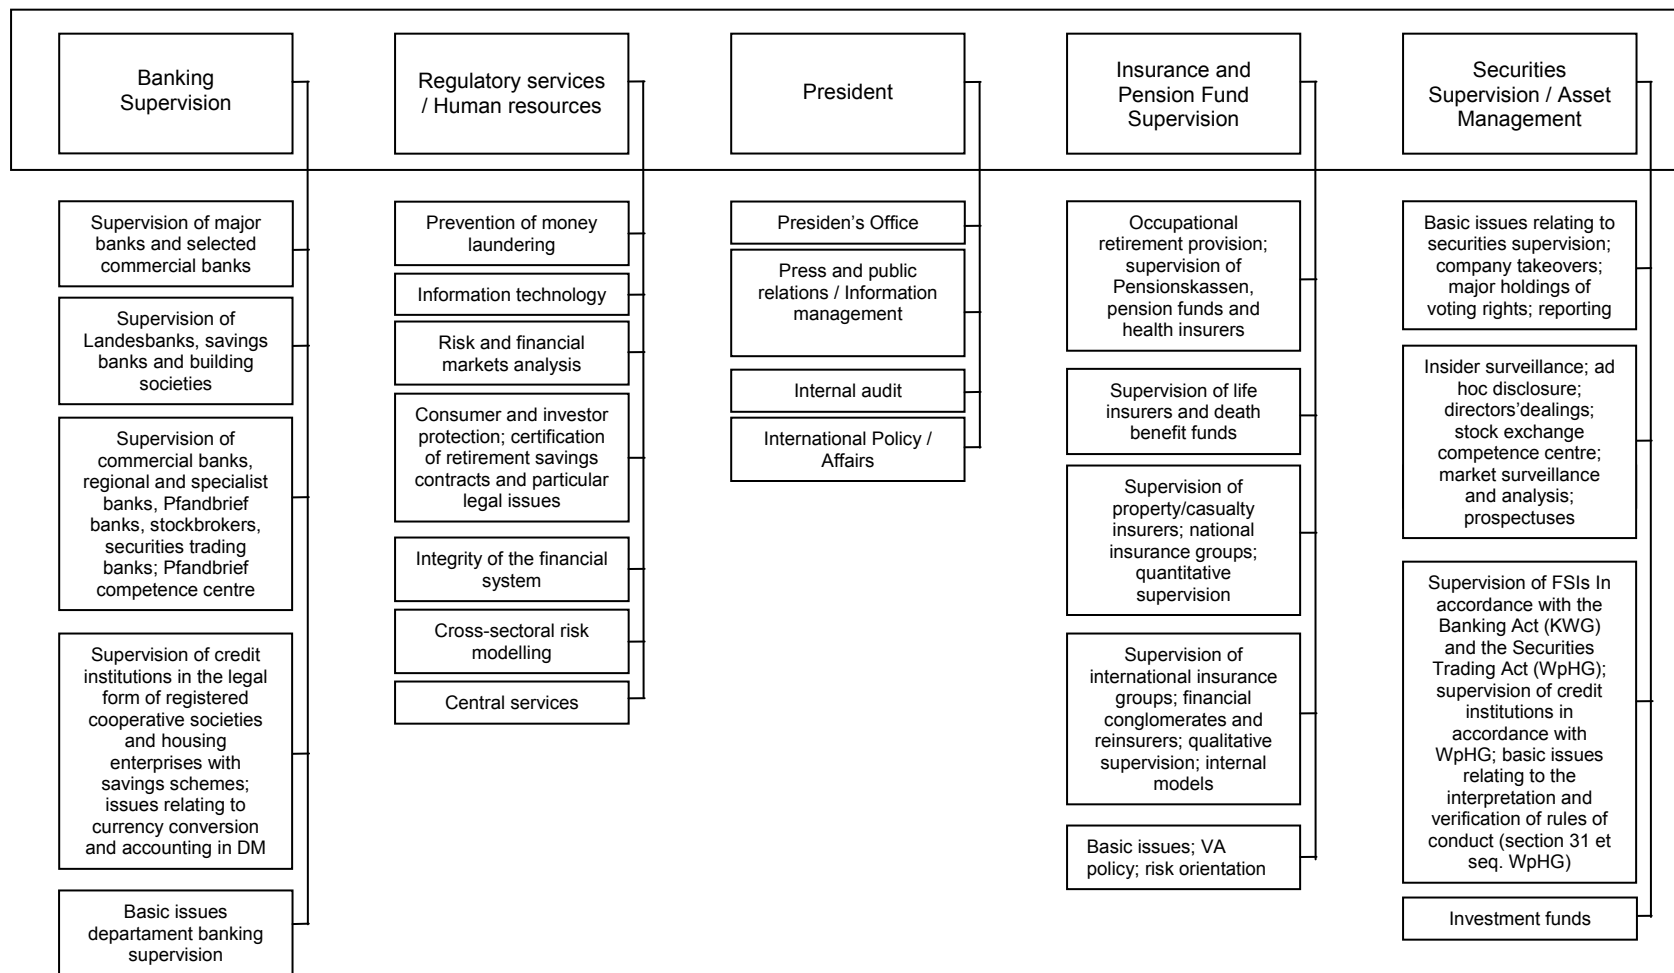 Banking
Supervision
Regulatory services
/ Human resources
President
Insurance and
Pension Fund
Supervision
Securities
Supervision / Asset
Management
Supervision of major
banks and selected
commercial banks
Supervision of
Landesbanks, savings
banks and building
societies
Supervision of
commercial banks,
regional and specialist
banks, Pfandbrief
banks, stockbrokers,
securities trading
banks; Pfandbrief
competence centre
Supervision of credit
institutions in the legal
form of registered
cooperative societies
and housing
enterprises with
savings schemes;
issues relating to
currency conversion
and accounting in DM
Basic issues
departament banking
supervision
Prevention of money
laundering
Information technology
Risk and financial
markets analysis
Consumer and investor
protection; certification
of retirement savings
contracts and particular
legal issues
Integrity of the financial
system
Cross-sectoral risk
modelling
Central services
Presiden’s Office
Press and public
relations / Information
management
Internal audit
International Policy /
Affairs
Occupational
retirement provision;
supervision of
Pensionskassen,
pension funds and
health insurers
Supervision of life
insurers and death
benefit funds
Supervision of
property/casualty
insurers; national
insurance groups;
quantitative
supervision
Supervision of
international insurance
groups; financial
conglomerates and
reinsurers; qualitative
supervision; internal
models
Basic issues; VA
policy; risk orientation
Basic issues relating to
securities supervision;
company takeovers;
major holdings of
voting rights; reporting
Insider surveillance; ad
hoc disclosure;
directors’dealings;
stock exchange
competence centre;
market surveillance
and analysis;
prospectuses
Supervision of FSIs In
accordance with the
Banking Act (KWG)
and the Securities
Trading Act (WpHG);
supervision of credit
institutions in
accordance with
WpHG; basic issues
relating to the
interpretation and
verification of rules of
conduct (section 31 et
seq. WpHG)
Investment funds